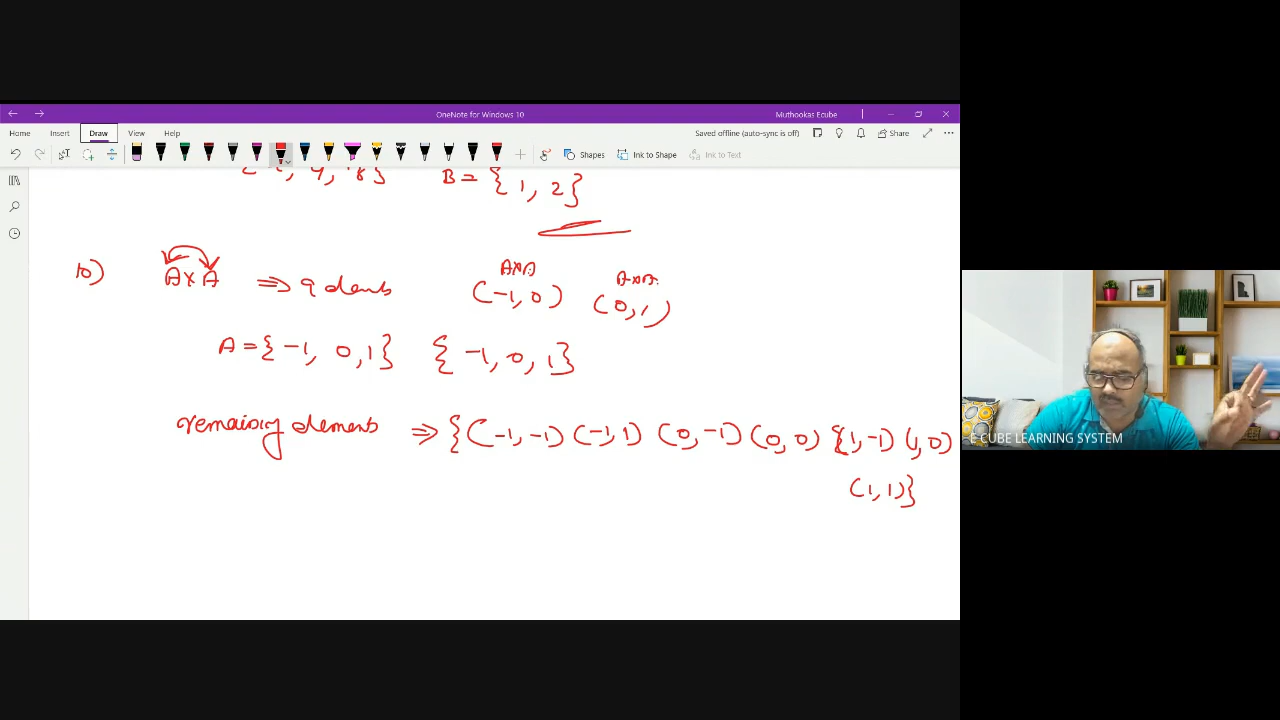 OneNote for Windows 10
Muthookas Ecube
Home Insert Draw View Help
Saved offline (auto-sync is off)
Share
Shapes
Ink to Shape
Ink to Text
B = { 1, 2}
10) A×A ⇒ 9 elements
A×A
(-1, 0)
A×A
(0, 1)
A = { -1, 0, 1} { -1, 0, 1}
remaining elements ⇒ { (-1, -1) (-1, 1) (0, -1) (0, 0) (1, -1) (1, 0)
(1, 1)}
E CUBE LEARNING SYSTEM